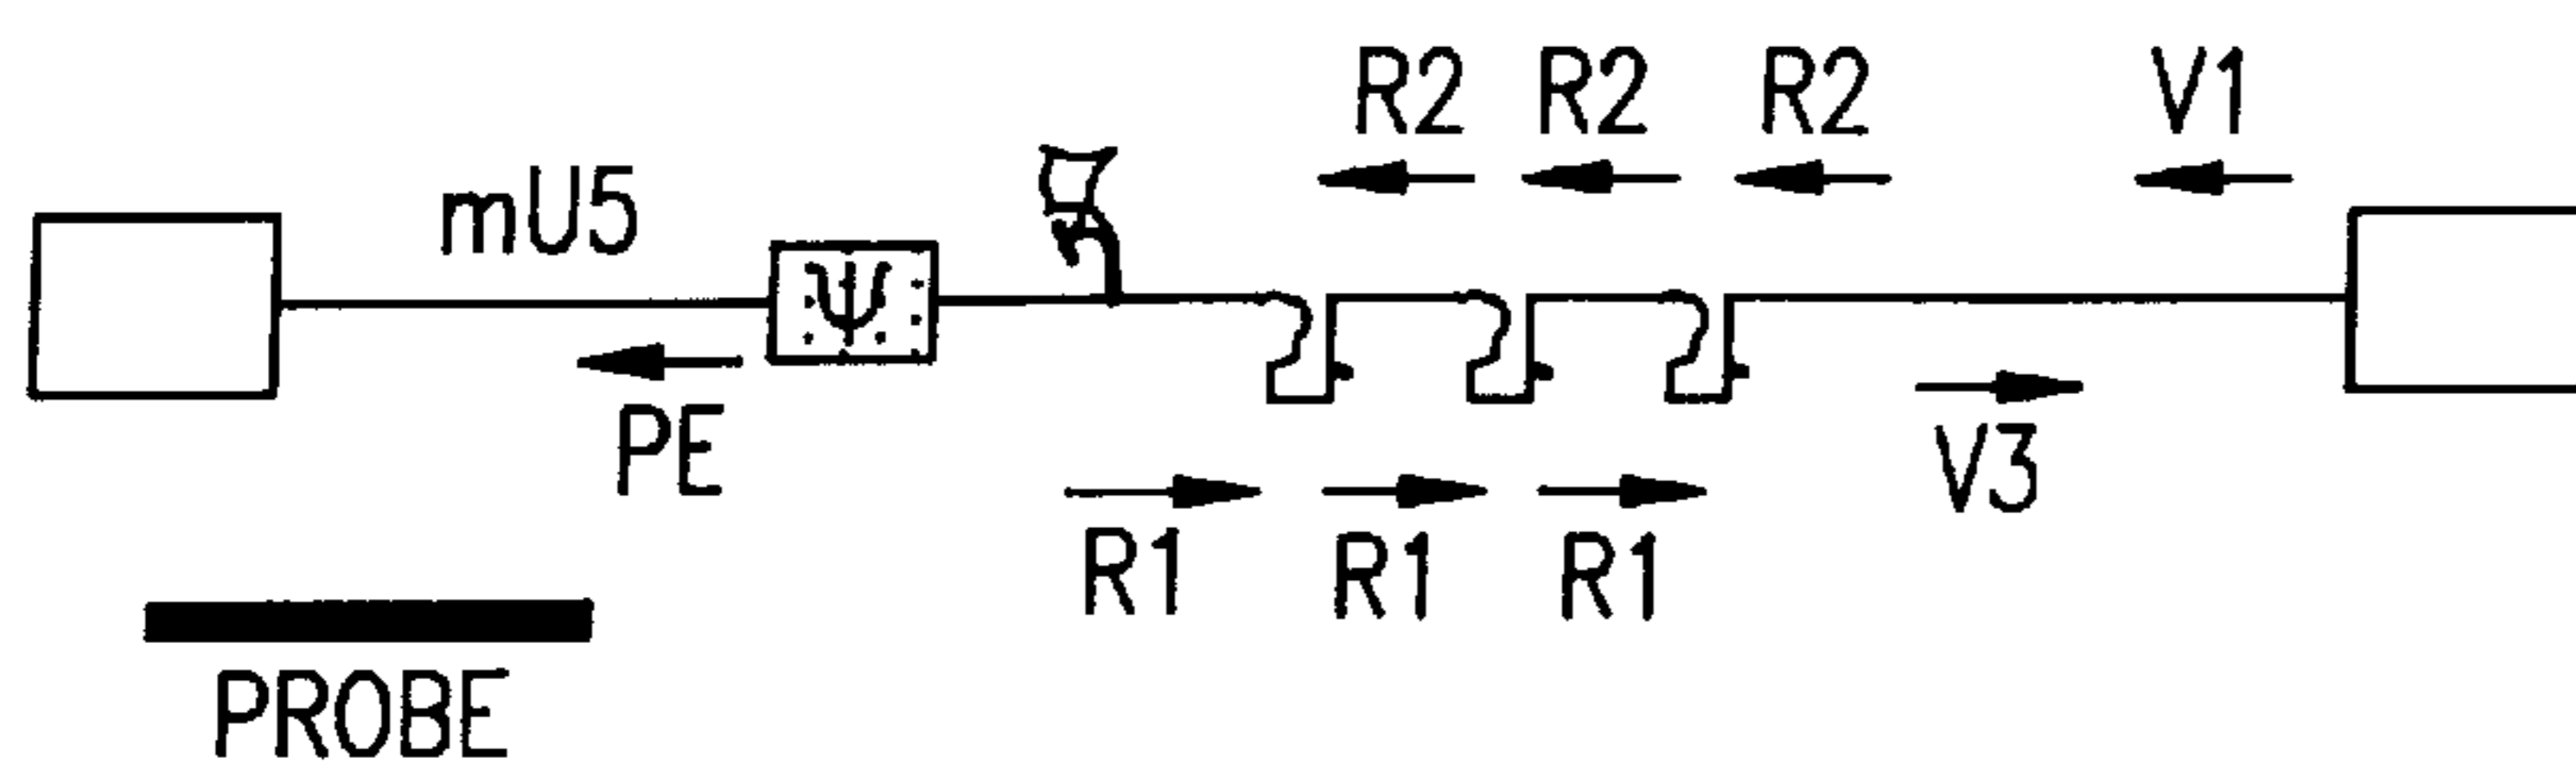 R2 R2 R2 V1
mU5
Ψ
PE
V3
R1 R1 R1
PROBE